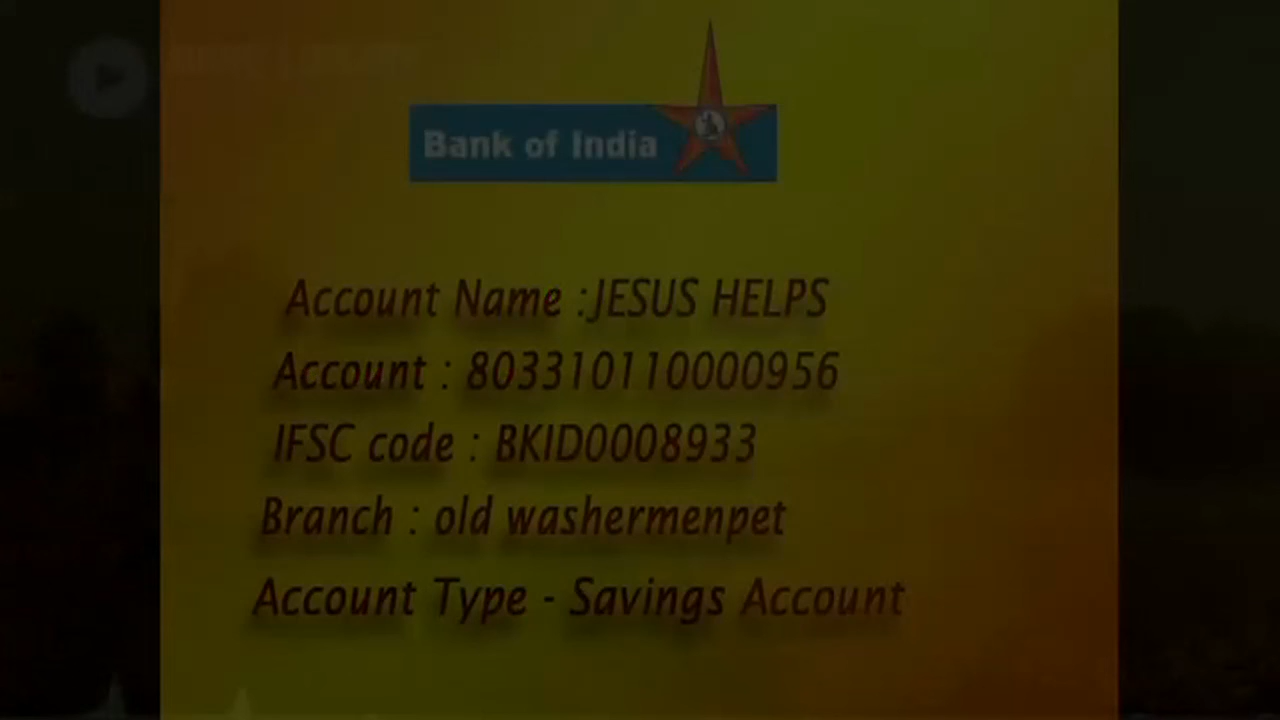 Bank of India
Account Name :JESUS HELPS
Account : 803310110000956
IFSC code : BKID0008933
Branch : old washermenpet
Account Type - Savings Account